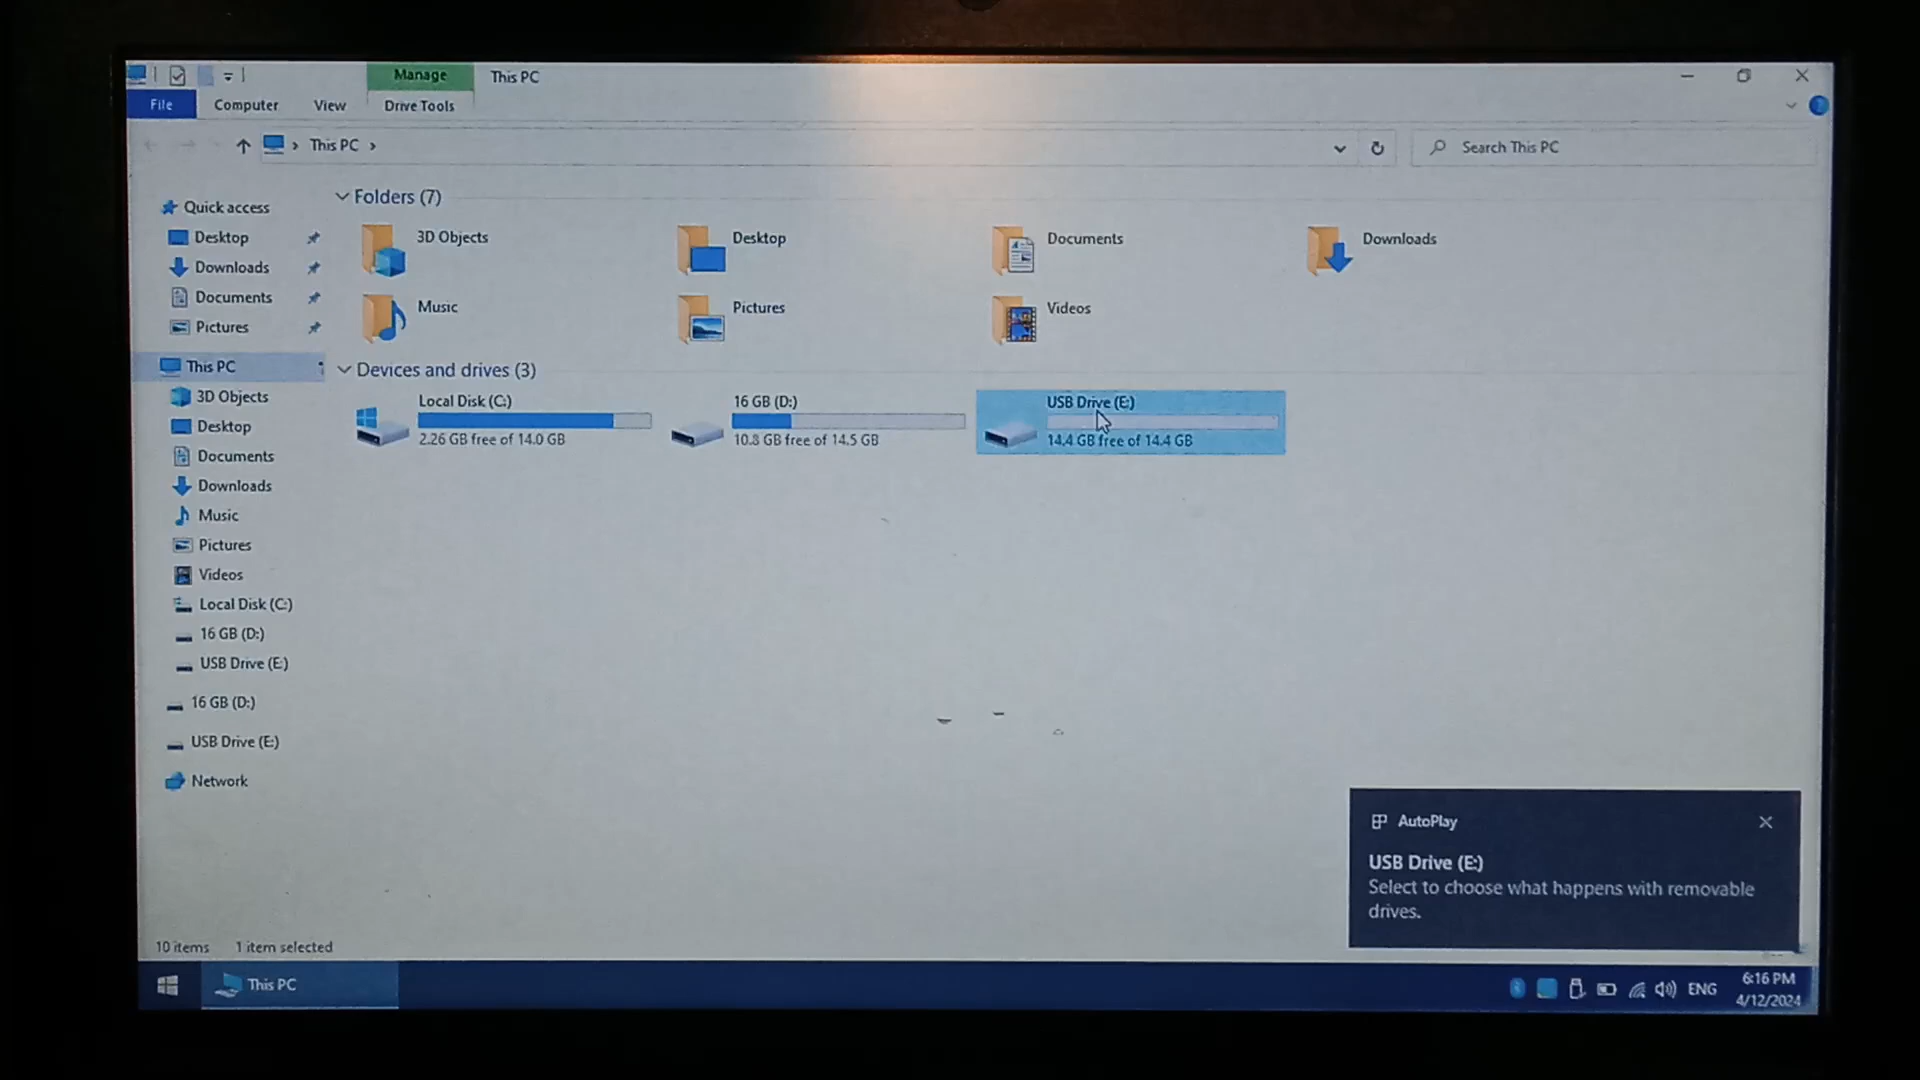 Manage
This PC
File
Computer
View
Drive Tools
This PC
Search This PC
Quick access
Desktop
Downloads
Documents
Pictures
This PC
3D Objects
Desktop
Documents
Downloads
Music
Pictures
Videos
Local Disk (C:)
16 GB (D:)
USB Drive (E:)
16 GB (D:)
USB Drive (E:)
Network
Folders (7)
3D Objects
Desktop
Documents
Downloads
Music
Pictures
Videos
Devices and drives (3)
Local Disk (C:)
2.26 GB free of 14.0 GB
16 GB (D:)
10.8 GB free of 14.5 GB
USB Drive (E:)
14.4 GB free of 14.4 GB
AutoPlay
USB Drive (E:)
Select to choose what happens with removable
drives.
10 items
1 item selected
This PC
ENG
6:16 PM
4/12/2024